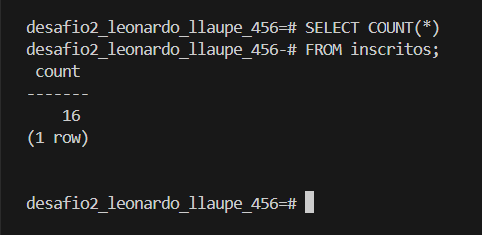 desafio2_leonardo_llaupe_456=# SELECT COUNT(*)
desafio2_leonardo_llaupe_456-# FROM inscritos;
 count
-------
    16
(1 row)
desafio2_leonardo_llaupe_456=#